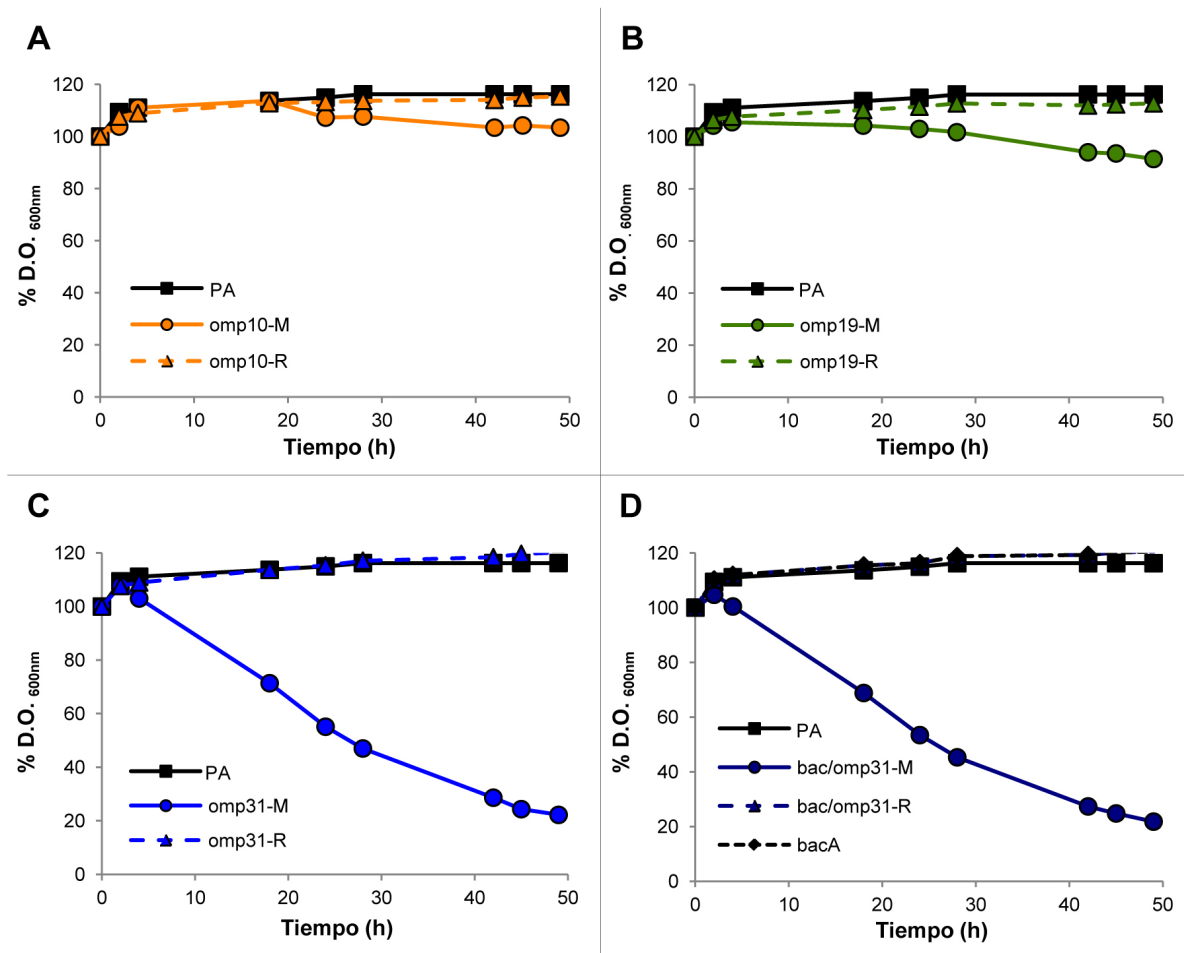 A
120
100
80
60
40
20
0
% D.O. 600nm
PA
omp10-M
omp10-R
0 10 20 30 40 50
Tiempo (h)
B
120
100
80
60
40
20
0
% D.O. 600nm
PA
omp19-M
omp19-R
0 10 20 30 40 50
Tiempo (h)
C
120
100
80
60
40
20
0
% D.O. 600nm
PA
omp31-M
omp31-R
0 10 20 30 40 50
Tiempo (h)
D
120
100
80
60
40
20
0
% D.O. 600nm
PA
bac/omp31-M
bac/omp31-R
bacA
0 10 20 30 40 50
Tiempo (h)